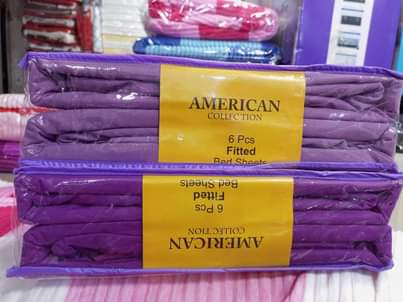 AMERICAN
COLLECTION
6 Pcs
Fitted
Bed Sheets
AMERICAN
COLLECTION
6 Pcs
Fitted
Bed Sheets